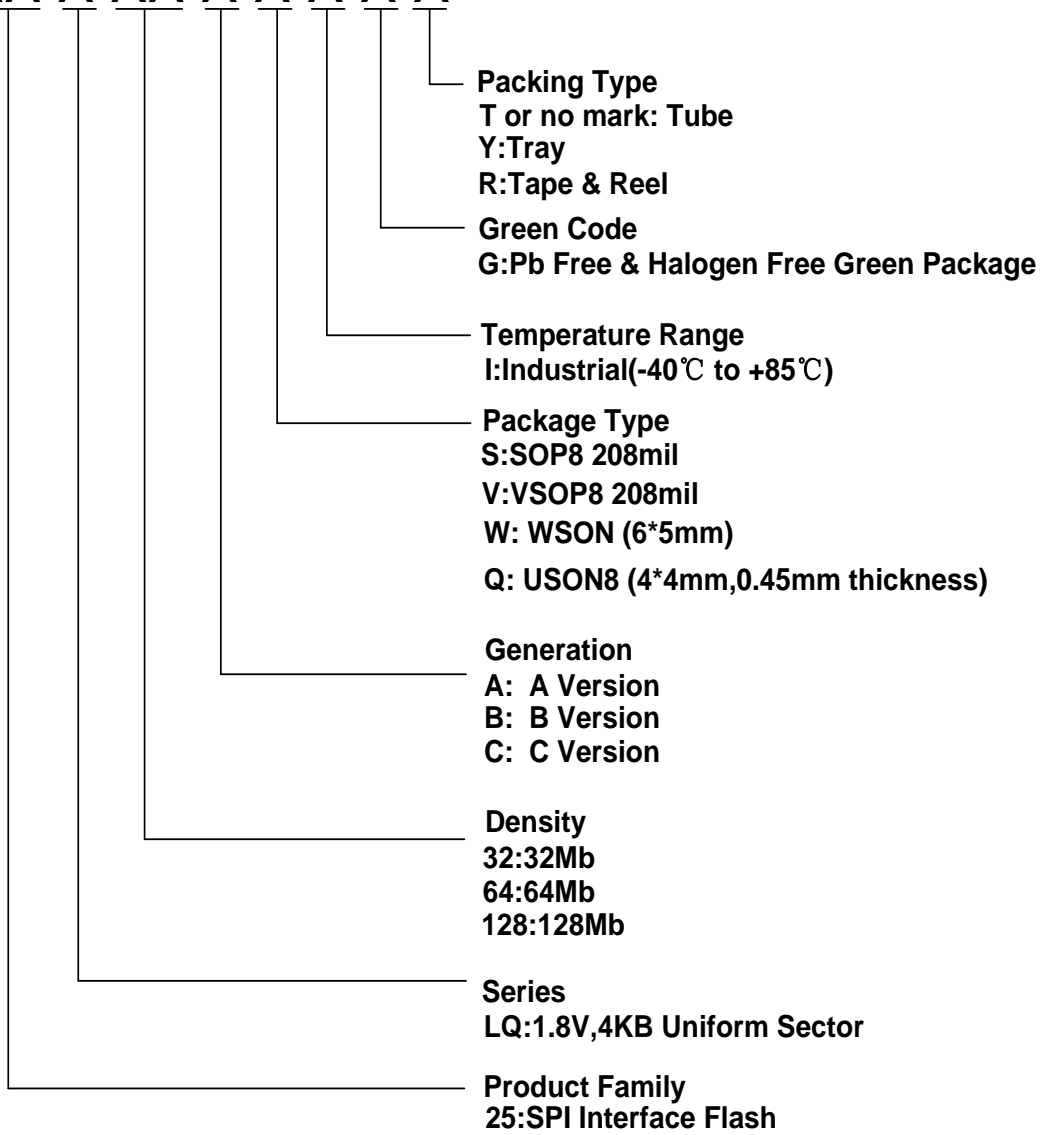 Packing Type
T or no mark: Tube
Y:Tray
R:Tape & Reel
Green Code
G:Pb Free & Halogen Free Green Package
Temperature Range
I:Industrial(-40℃ to +85℃)
Package Type
S:SOP8 208mil
V:VSOP8 208mil
W: WSON (6*5mm)
Q: USON8 (4*4mm,0.45mm thickness)
Generation
A: A Version
B: B Version
C: C Version
Density
32:32Mb
64:64Mb
128:128Mb
Series
LQ:1.8V,4KB Uniform Sector
Product Family
25:SPI Interface Flash